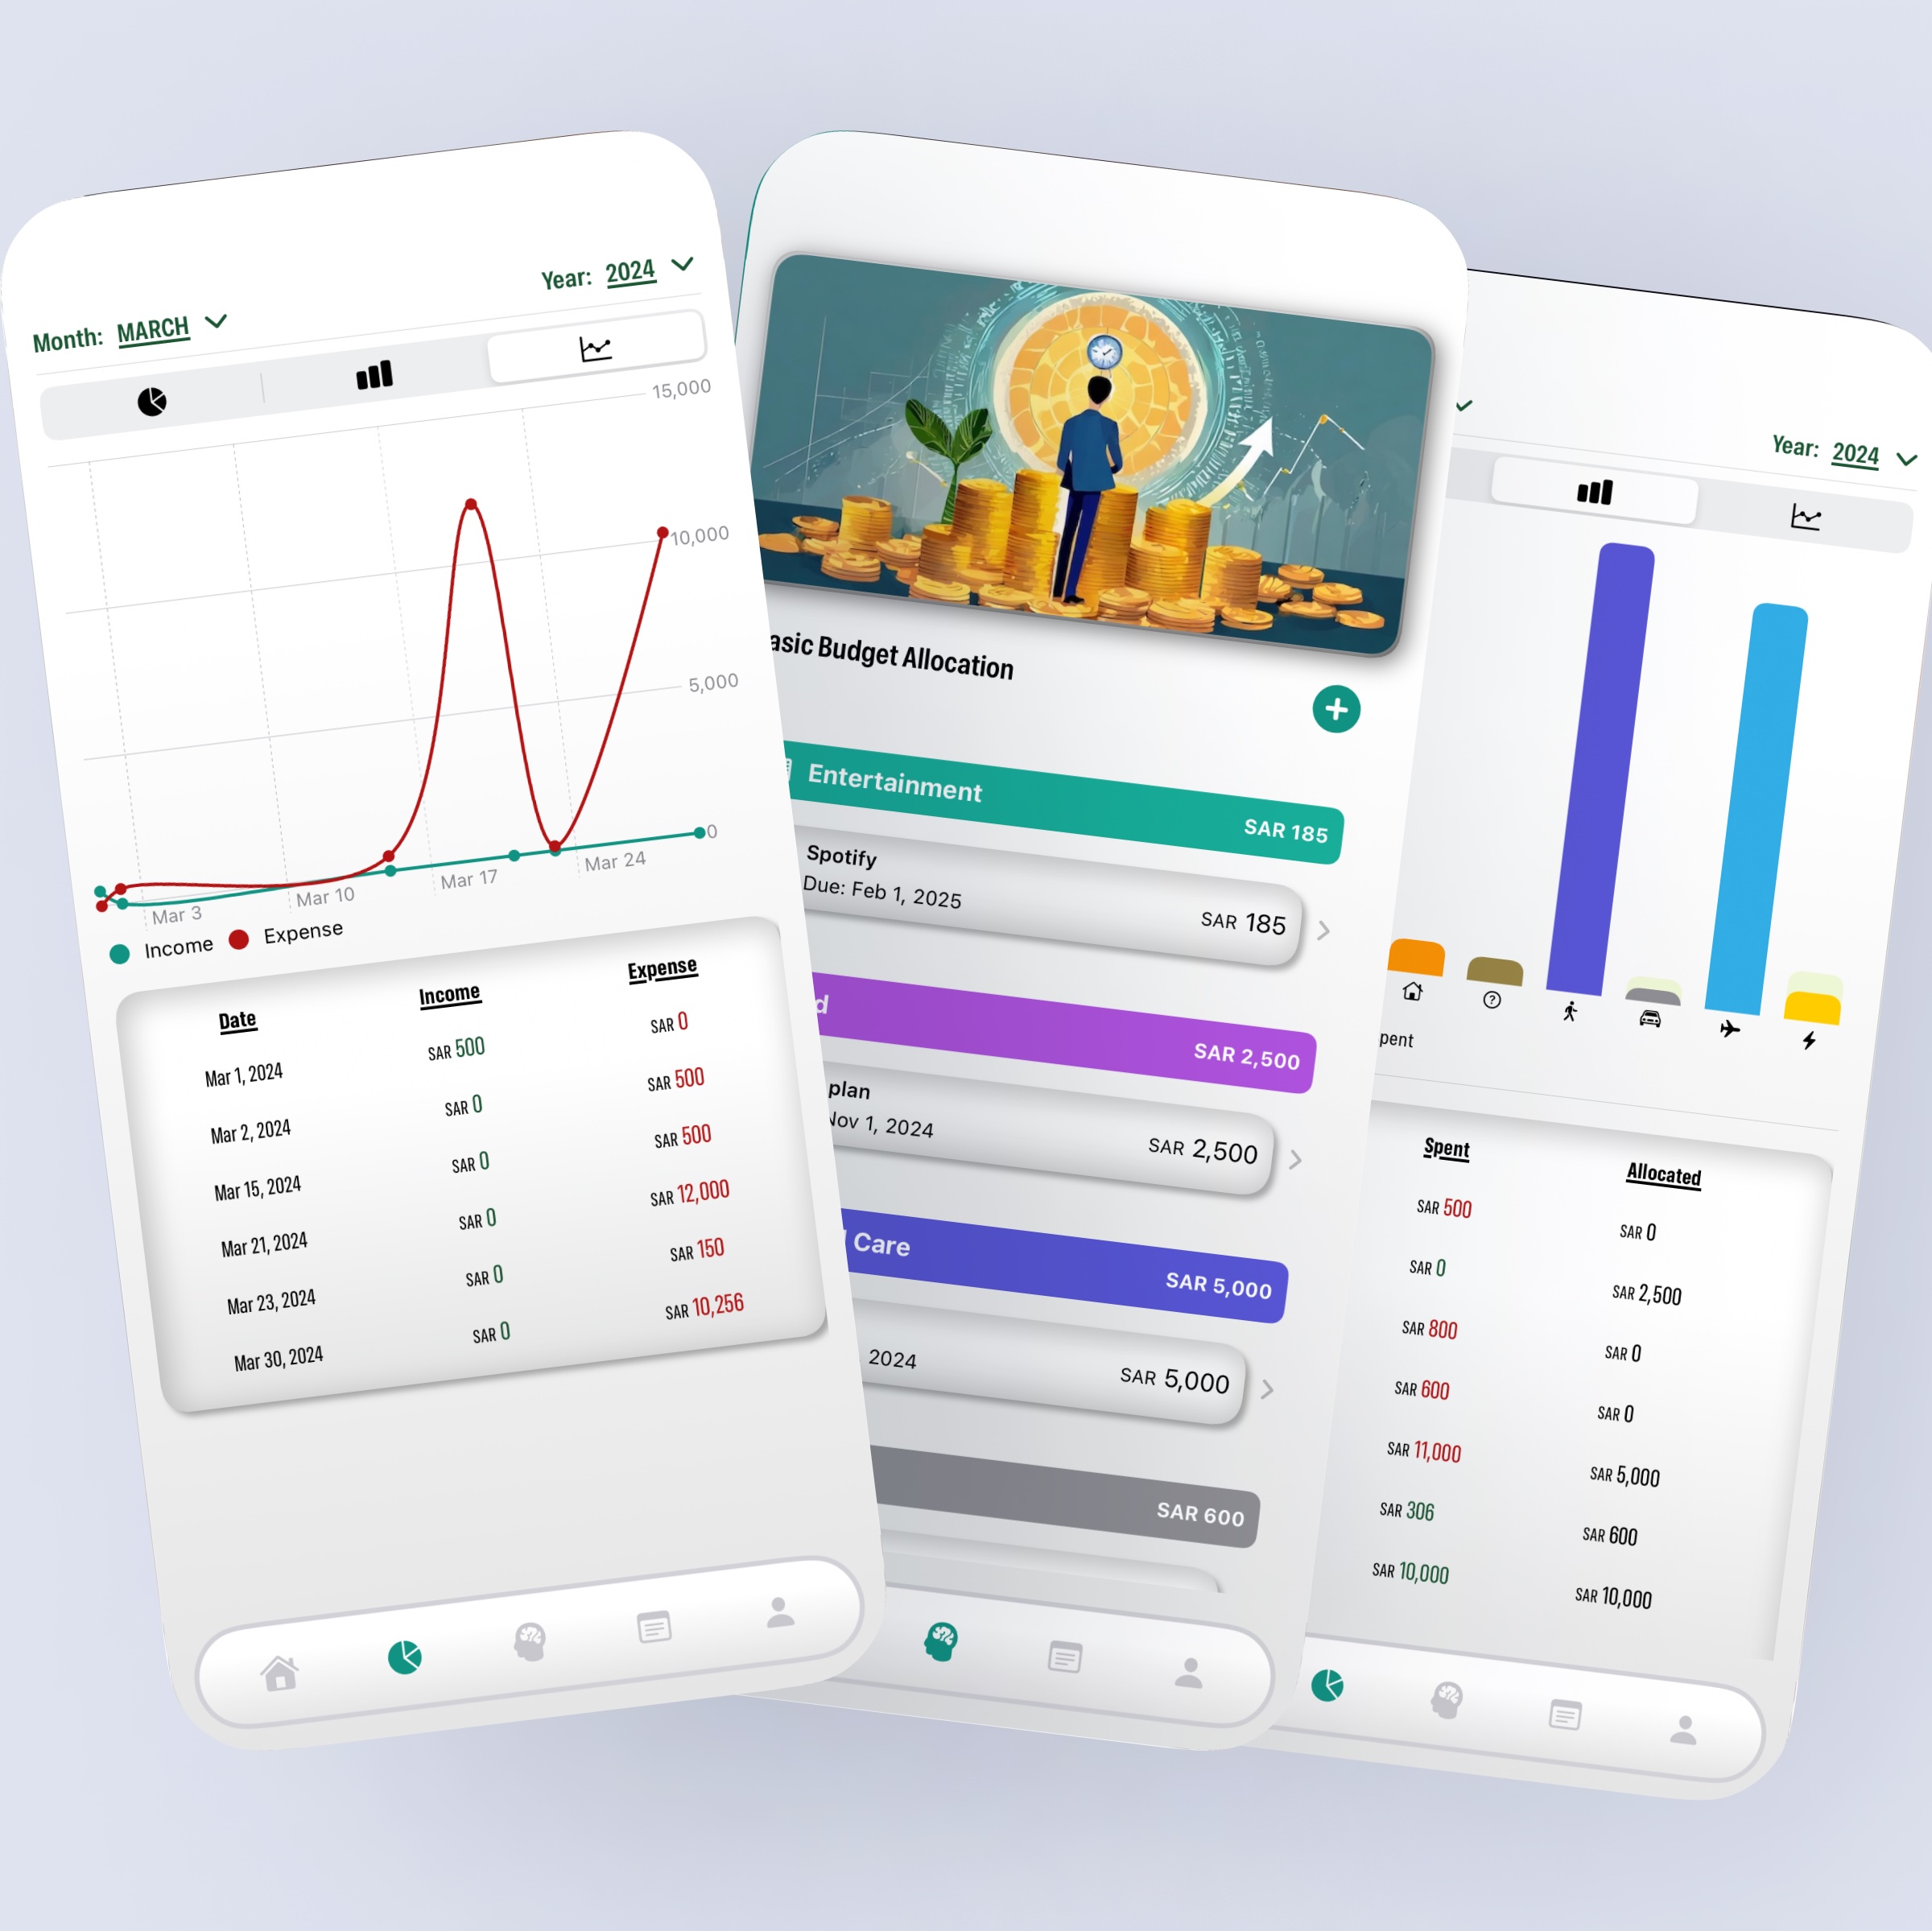 Month: MARCH
Year: 2024
15,000
10,000
5,000
0
Mar 3
Mar 10
Mar 17
Mar 24
Income
Expense
Date Income Expense
Mar 1, 2024 SAR 500 SAR 0
Mar 2, 2024 SAR 0 SAR 500
Mar 15, 2024 SAR 0 SAR 500
Mar 21, 2024 SAR 0 SAR 12,000
Mar 23, 2024 SAR 0 SAR 150
Mar 30, 2024 SAR 0 SAR 10,256
asic Budget Allocation
Entertainment
SAR 185
Spotify
Due: Feb 1, 2025
SAR 185
d
SAR 2,500
plan
Nov 1, 2024
SAR 2,500
Care
SAR 5,000
2024
SAR 5,000
SAR 600
Year: 2024
?
pent
Spent Allocated
SAR 500 SAR 0
SAR 0 SAR 2,500
SAR 800 SAR 0
SAR 600 SAR 0
SAR 11,000 SAR 5,000
SAR 306 SAR 600
SAR 10,000 SAR 10,000